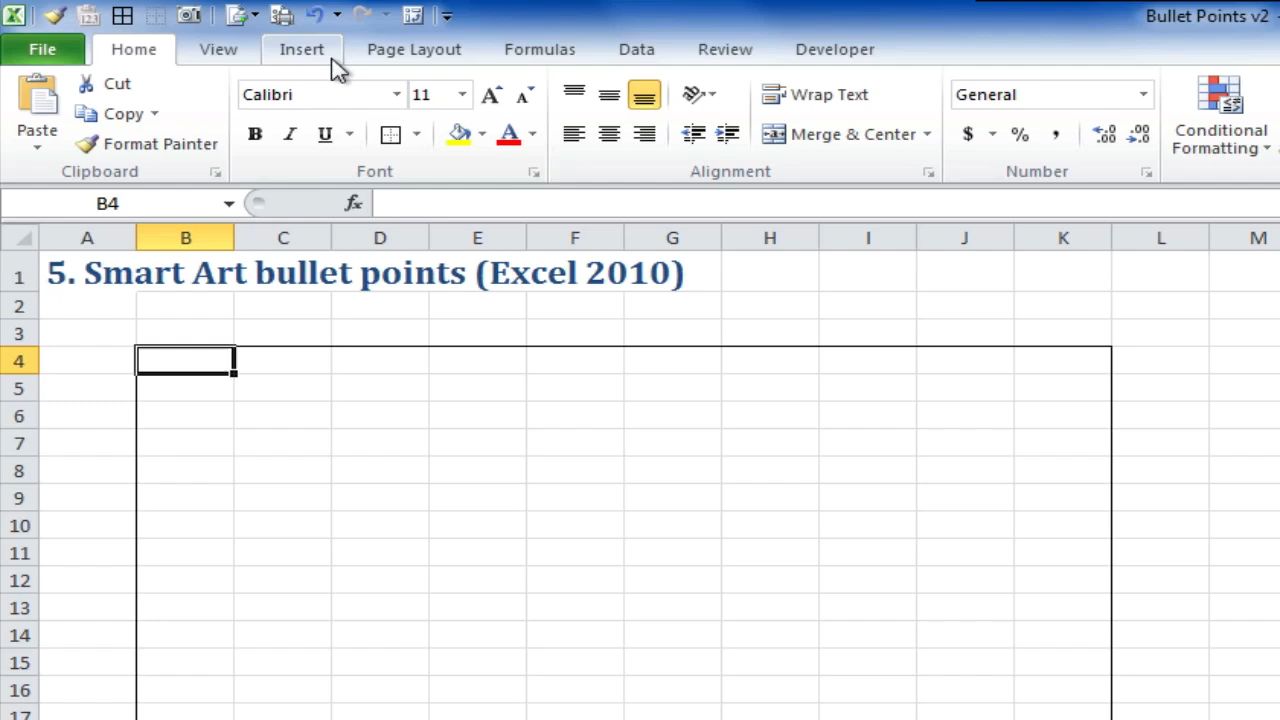 Bullet Points v2
File Home View Insert Page Layout Formulas Data Review Developer
Paste Cut Copy Format Painter Clipboard
Calibri 11 B I U A Font
Wrap Text Merge & Center Alignment
General $ % , Number
Conditional Formatting
B4 fx
A B C D E F G H I J K L M
1 5. Smart Art bullet points (Excel 2010)
2
3
4
5
6
7
8
9
10
11
12
13
14
15
16
17